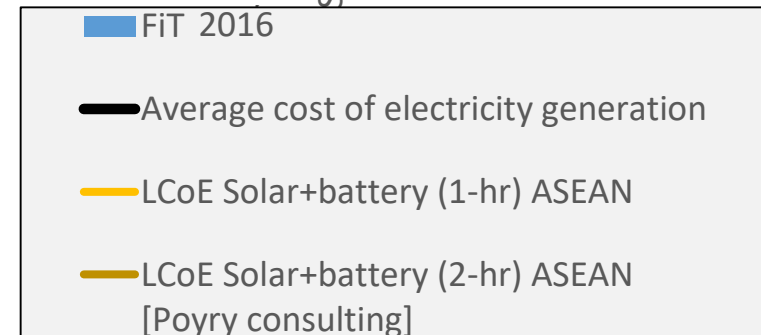 FiT 2016
Average cost of electricity generation
LCoE Solar+battery (1-hr) ASEAN
LCoE Solar+battery (2-hr) ASEAN
[Poyry consulting]